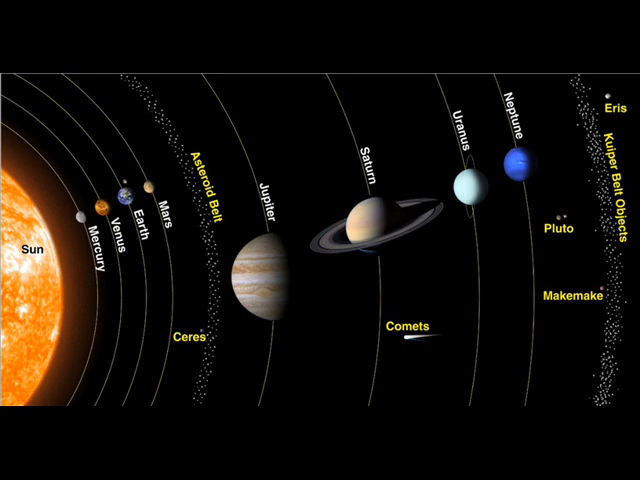 Sun
Mercury
Venus
Earth
Mars
Asteroid Belt
Ceres
Jupiter
Saturn
Comets
Uranus
Neptune
Pluto
Makemake
Eris
Kuiper Belt Objects